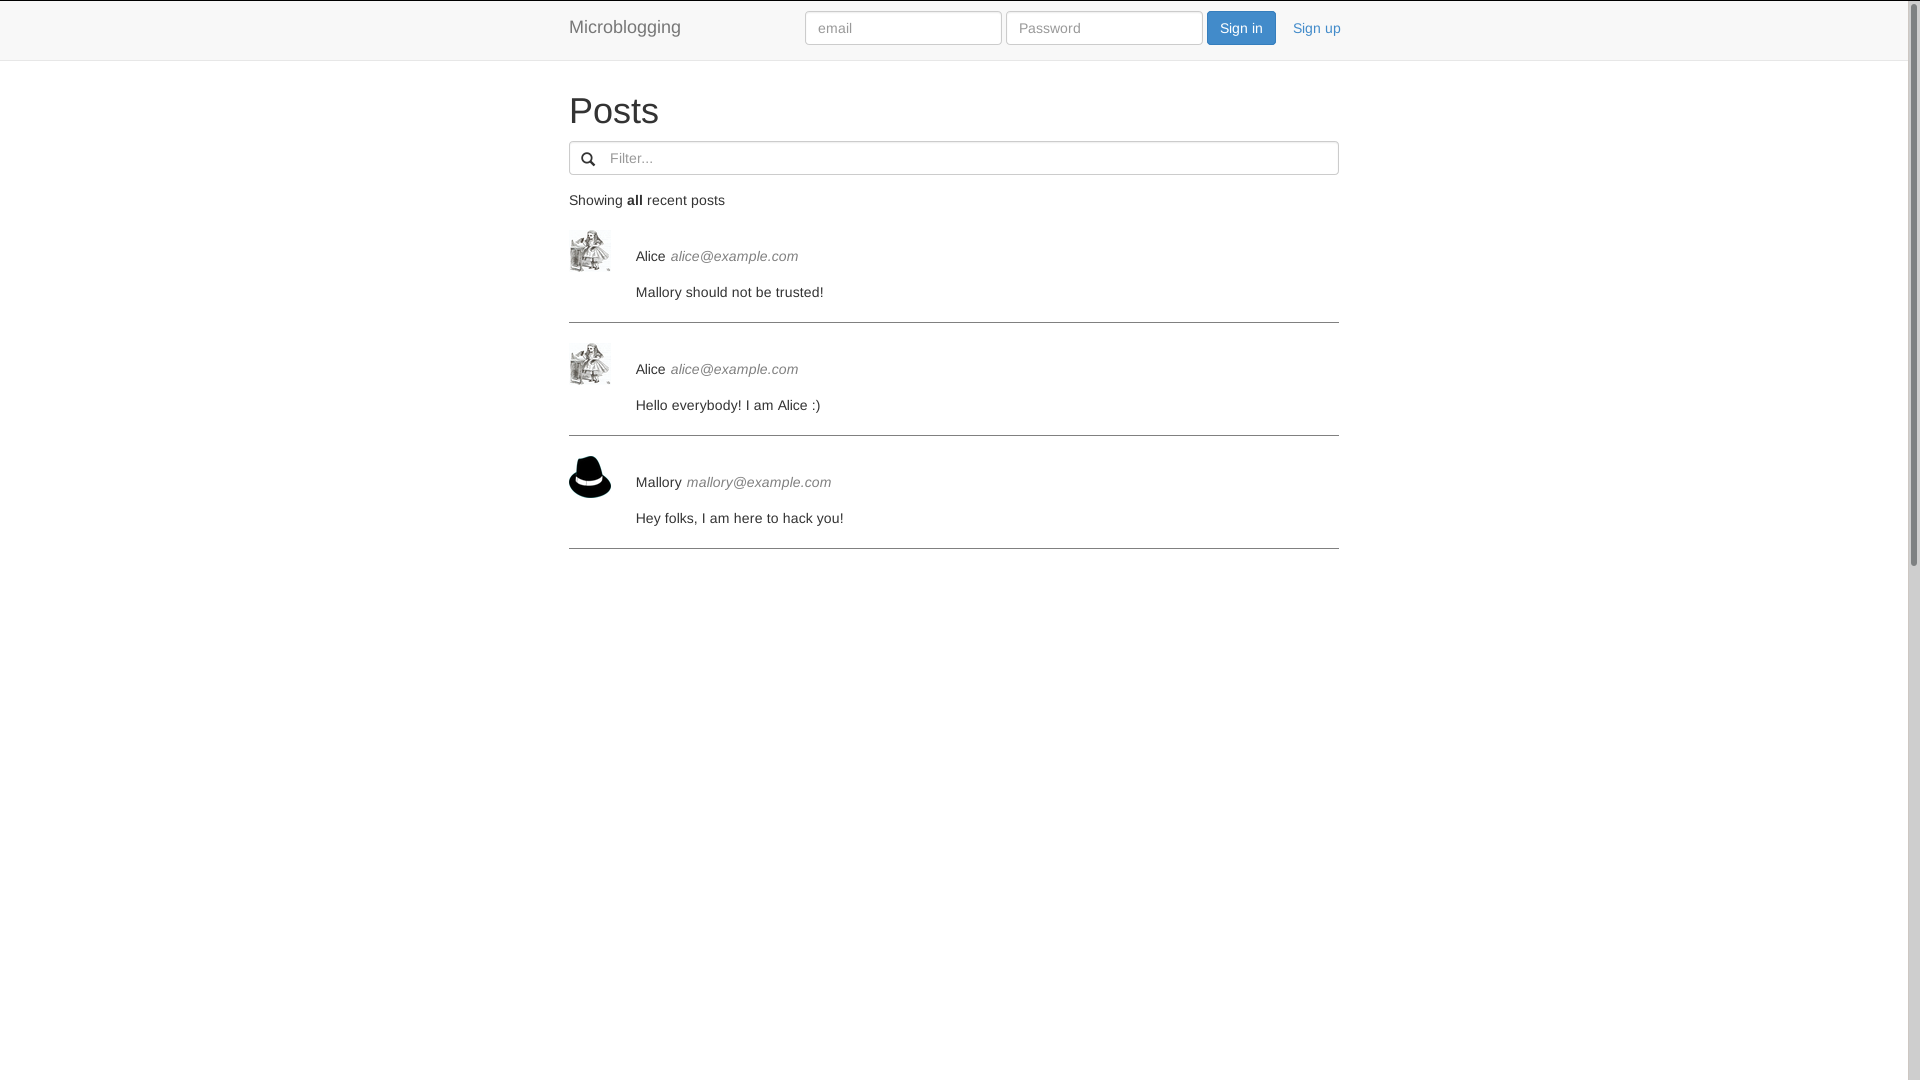 Microblogging
email
Password
Sign in
Sign up
Posts
Filter...
Showing all recent posts
Alice alice@example.com
Mallory should not be trusted!
Alice alice@example.com
Hello everybody! I am Alice :)
Mallory mallory@example.com
Hey folks, I am here to hack you!